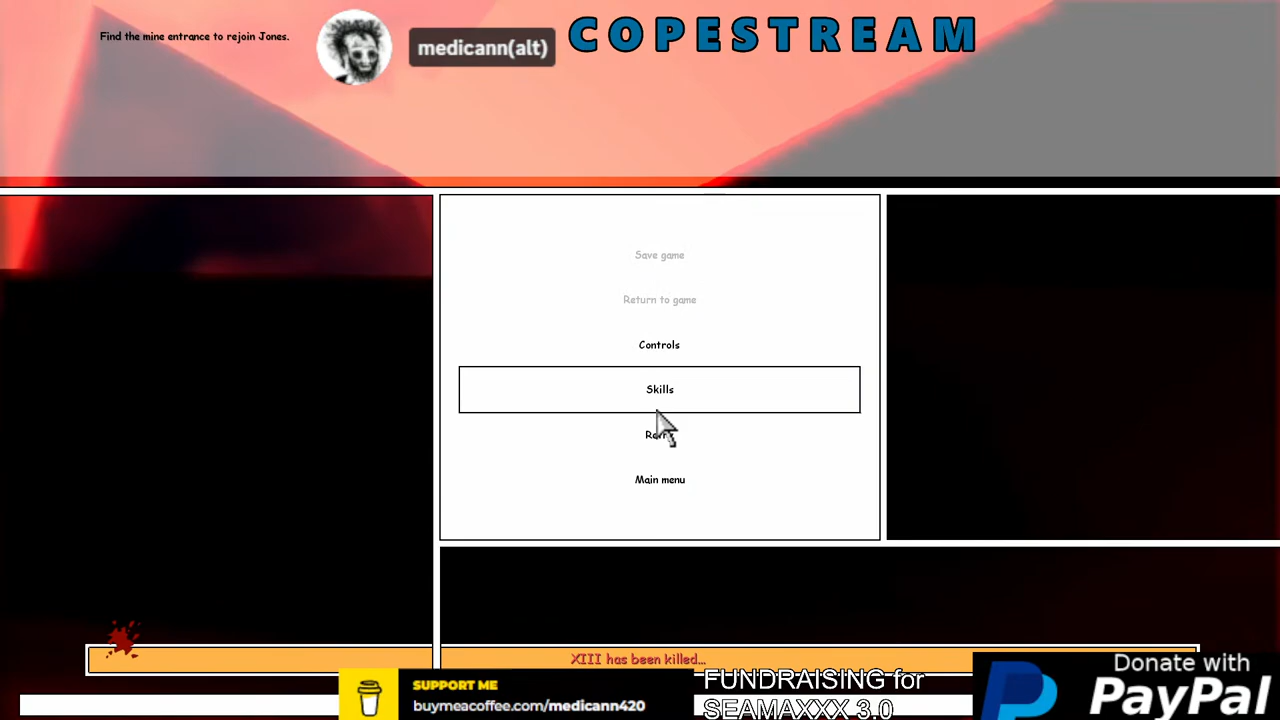 Find the mine entrance to rejoin Jones.
medicann(alt)
COPESTREAM
Save game
Return to game
Controls
Skills
Main menu
XIII has been killed...
SUPPORT ME
buymeacoffee.com/medicann420
FUNDRAISING for
SEAMAXXX 3.0
Donate with
PayPal